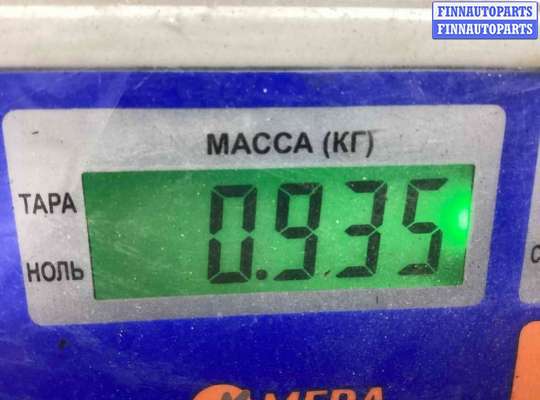 FINNAUTOPARTS
FINNAUTOPARTS
МАССА (КГ)
ТАРА
0.935
НОЛЬ